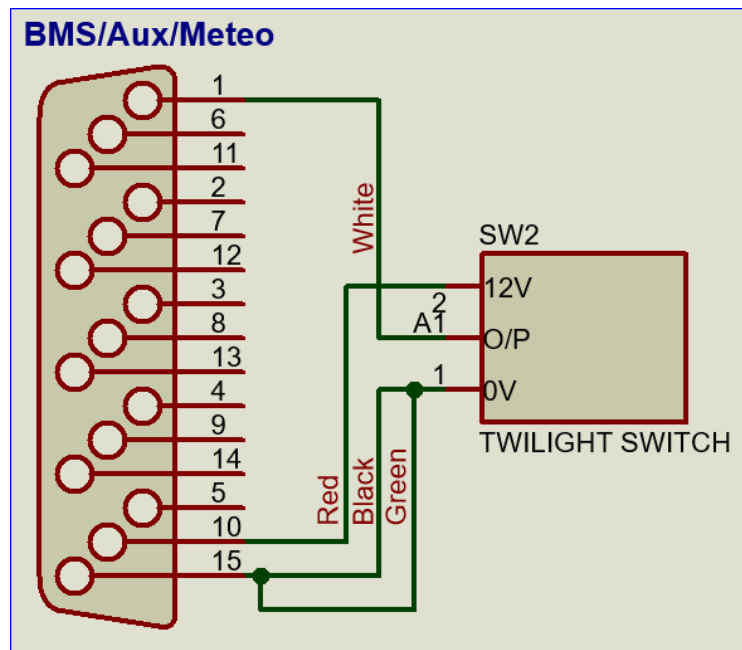 BMS/Aux/Meteo
1
6
11
2
7
12
3
8
13
4
9
14
5
10
15
White
Red
Black
Green
SW2
12V
2
A1
O/P
1
0V
TWILIGHT SWITCH